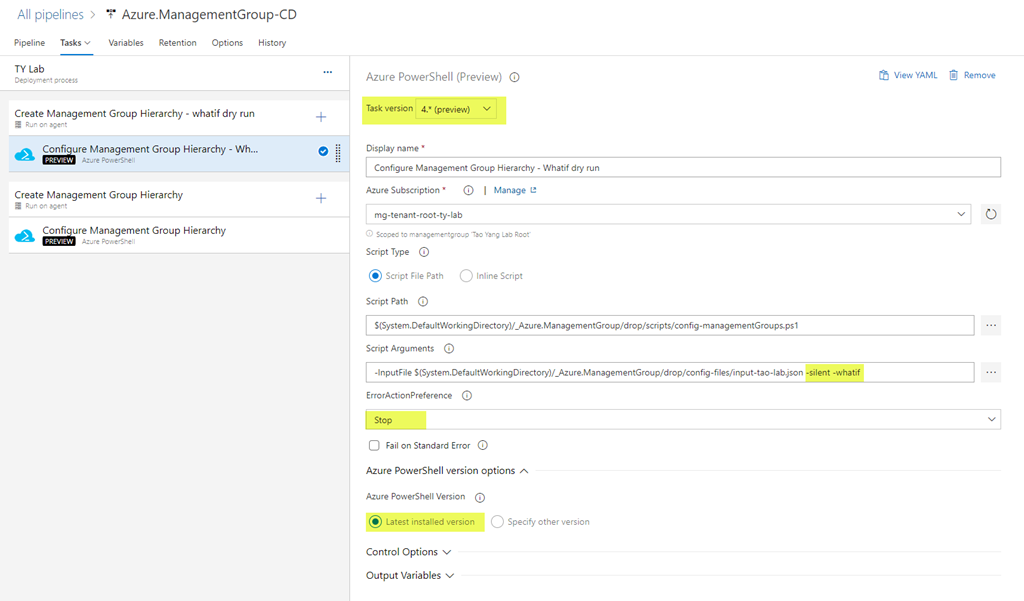 All pipelines > Azure.ManagementGroup-CD
Pipeline Tasks Variables Retention Options History
TY Lab
Deployment process
Create Management Group Hierarchy - whatif dry run
Run on agent
Configure Management Group Hierarchy - Wh...
PREVIEW Azure PowerShell
Create Management Group Hierarchy
Run on agent
Configure Management Group Hierarchy
PREVIEW Azure PowerShell
Azure PowerShell (Preview)
View YAML Remove
Task version 4.* (preview)
Display name *
Configure Management Group Hierarchy - Whatif dry run
Azure Subscription * | Manage
mg-tenant-root-ty-lab
Scoped to managementgroup 'Tao Yang Lab Root'
Script Type
Script File Path Inline Script
Script Path
$(System.DefaultWorkingDirectory)/_Azure.ManagementGroup/drop/scripts/config-managementGroups.ps1
Script Arguments
-InputFile $(System.DefaultWorkingDirectory)/_Azure.ManagementGroup/drop/config-files/input-tao-lab.json -silent -whatif
ErrorActionPreference
Stop
Fail on Standard Error
Azure PowerShell version options
Azure PowerShell Version
Latest installed version Specify other version
Control Options
Output Variables